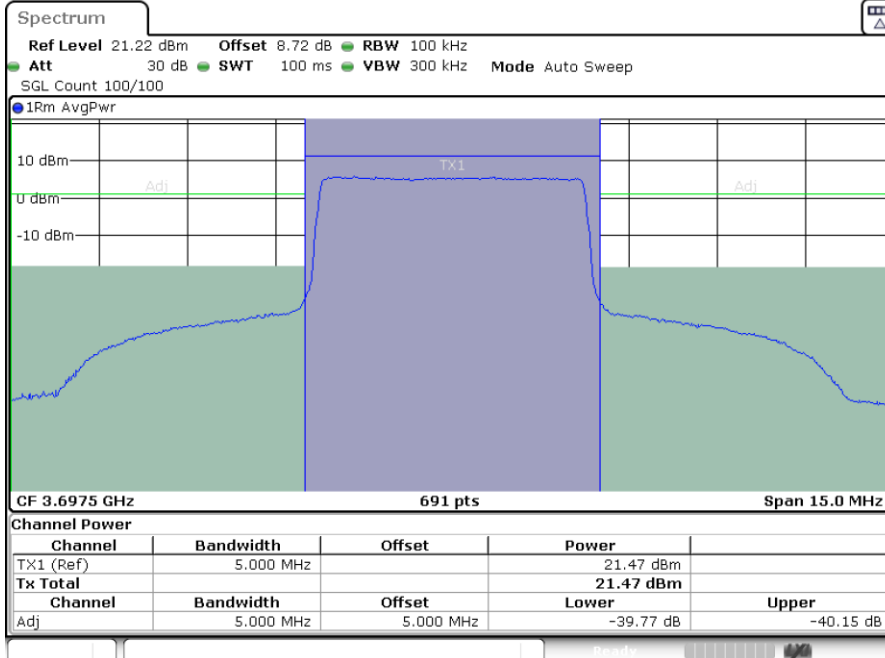 Spectrum
Ref Level 21.22 dBm Offset 8.72 dB RBW 100 kHz
Att 30 dB SWT 100 ms VBW 300 kHz Mode Auto Sweep
SGL Count 100/100
1Rm AvgPwr
10 dBm
TX1
Adj Adj
0 dBm
-10 dBm
CF 3.6975 GHz 691 pts Span 15.0 MHz
Channel Power
Channel Bandwidth Offset Power
TX1 (Ref) 5.000 MHz 21.47 dBm
Tx Total 21.47 dBm
Channel Bandwidth Offset Lower Upper
Adj 5.000 MHz 5.000 MHz -39.77 dB -40.15 dB
Ready